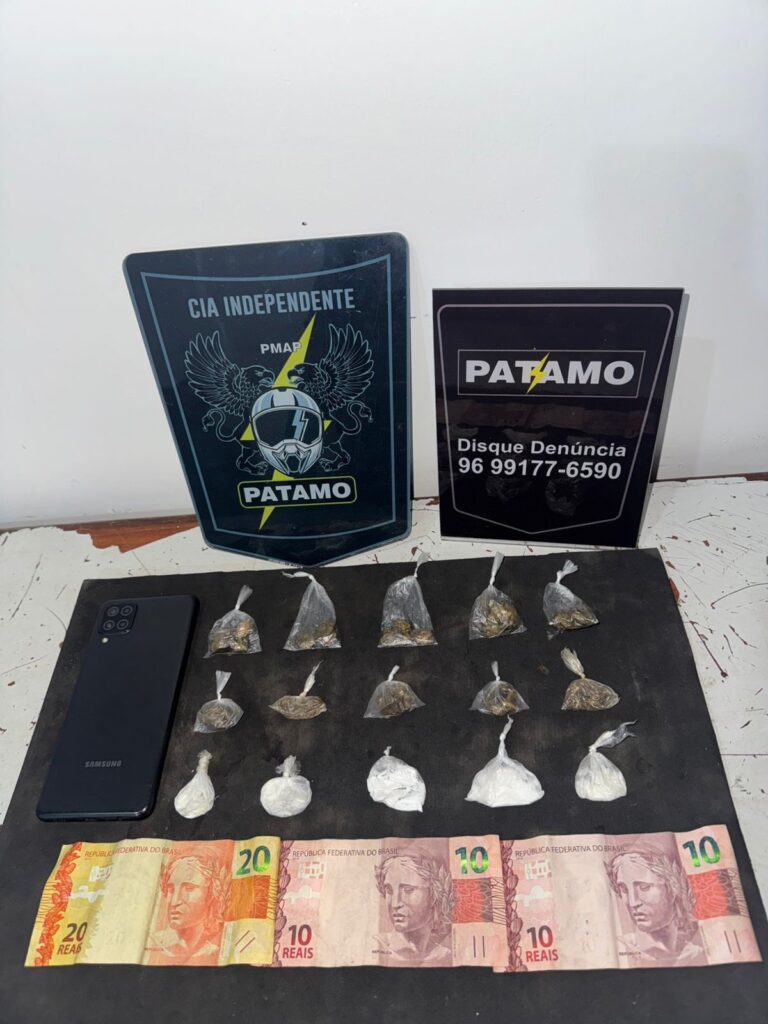 CIA INDEPENDENTE
PMAP
PATAMO
PATAMO
Disque Denúncia
96 99177-6590
SAMSUNG
REPÚBLICA FEDERATIVA DO BRASIL
20
20
REAIS
REPÚBLICA FEDERATIVA DO BRASIL
10
10
REAIS
REPÚBLICA FEDERATIVA DO BRASIL
10
10
REAIS